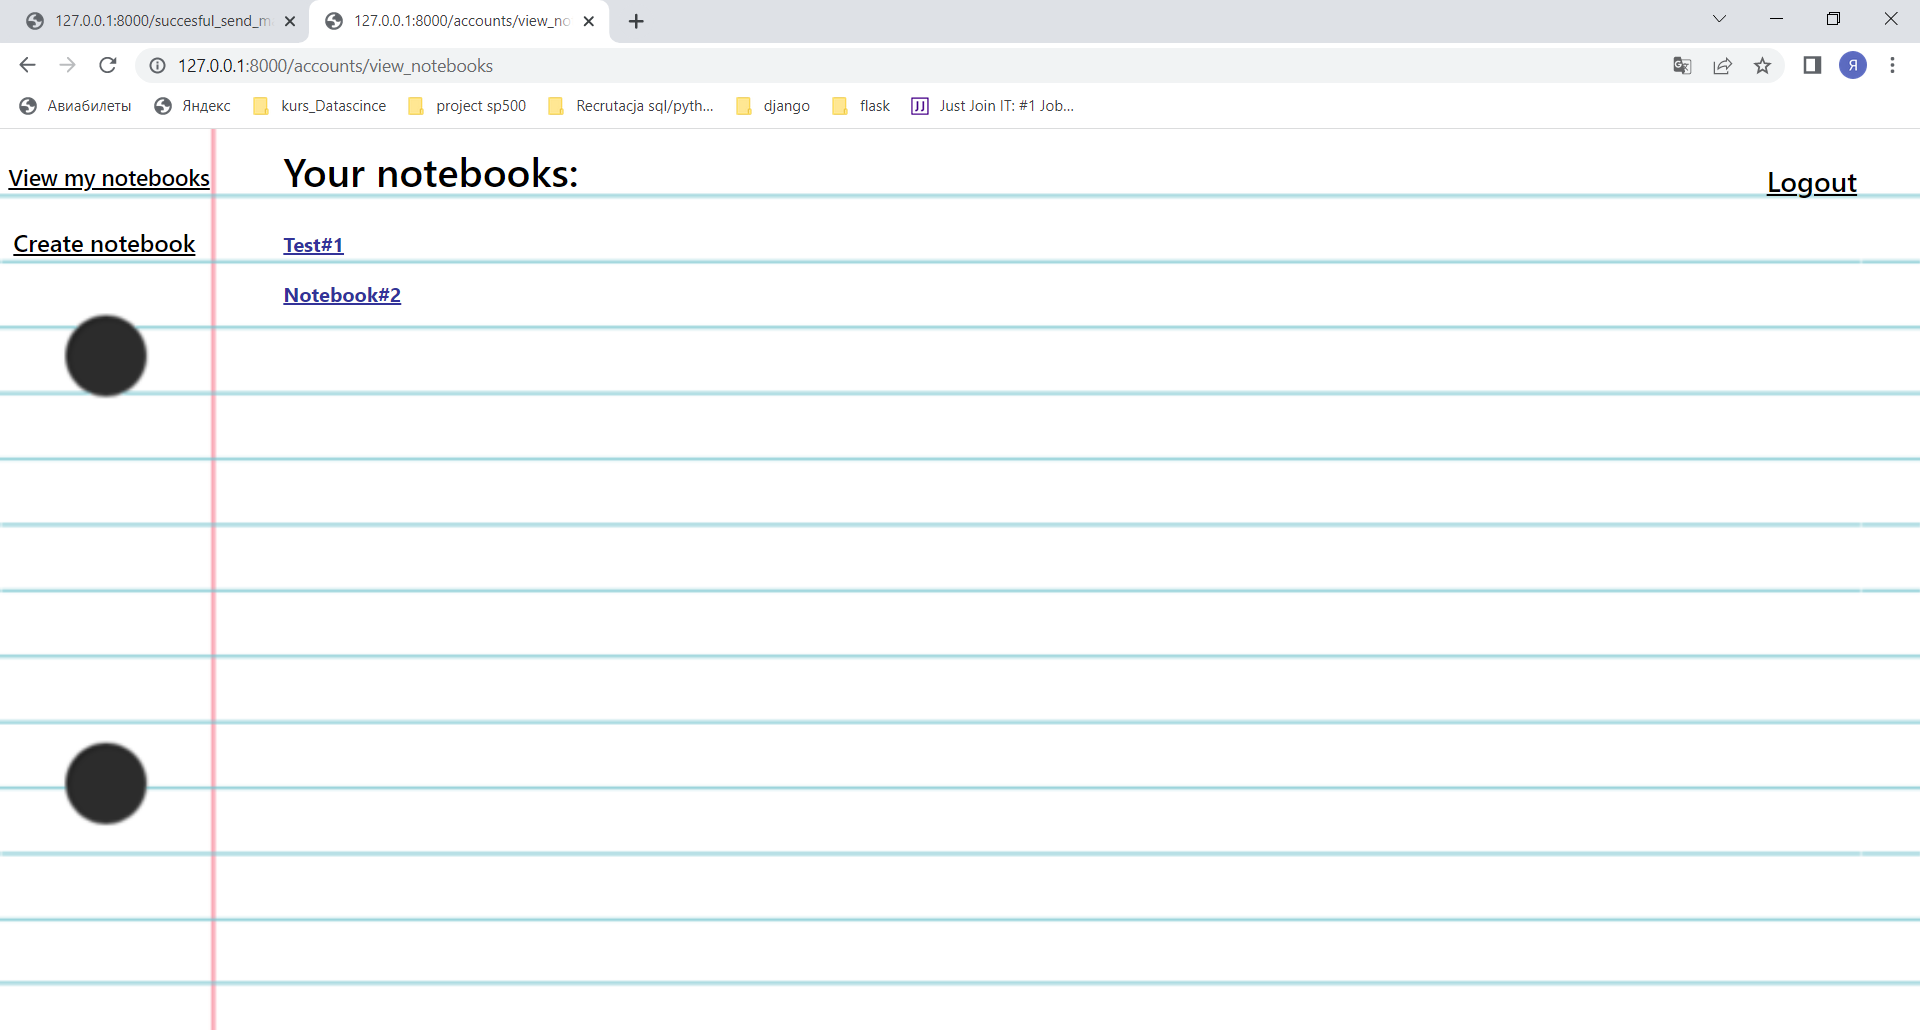 127.0.0.1:8000/succesful_send_m
127.0.0.1:8000/accounts/view_no
127.0.0.1:8000/accounts/view_notebooks
Я
Авиабилеты
Яндекс
kurs_Datascince
project sp500
Recrutacja sql/pyth...
django
flask
JJ
Just Join IT: #1 Job...
View my notebooks
Your notebooks:
Logout
Create notebook
Test#1
Notebook#2